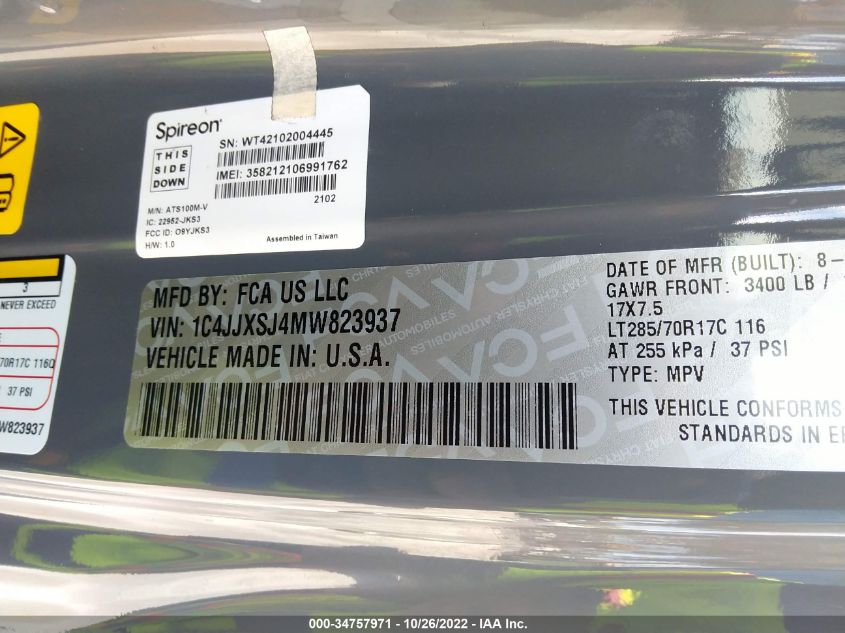 Spireon
SN: WT42102004445
THIS
SIDE
DOWN
IMEI: 358212106991762
2102
M/N: ATS100M-V
IC: 22952-JKS3
FCC ID: O9YJKS3
H/W: 1.0
Assembled in Taiwan
3
NEVER EXCEED
70R17C 116Q
37 PSI
W823937
MFD BY: FCA US LLC
VIN: 1C4JJXSJ4MW823937
VEHICLE MADE IN: U.S.A.
DATE OF MFR (BUILT): 8-
GAWR FRONT: 3400 LB /
17X7.5
LT285/70R17C 116
AT 255 kPa / 37 PSI
TYPE: MPV
THIS VEHICLE CONFORMS
STANDARDS IN
000-34757971 / 10/26/2022 - IAA Inc.